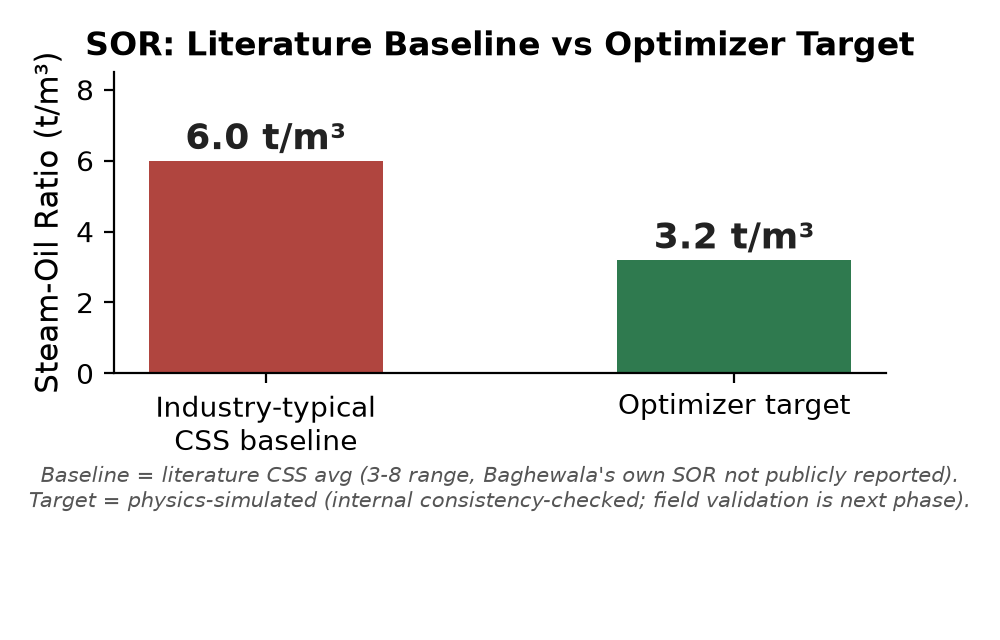 SOR: Literature Baseline vs Optimizer Target
Steam-Oil Ratio (t/m³)
8
6
4
2
0
6.0 t/m³
3.2 t/m³
Industry-typical
CSS baseline
Optimizer target
Baseline = literature CSS avg (3-8 range, Baghewala's own SOR not publicly reported).
Target = physics-simulated (internal consistency-checked; field validation is next phase).